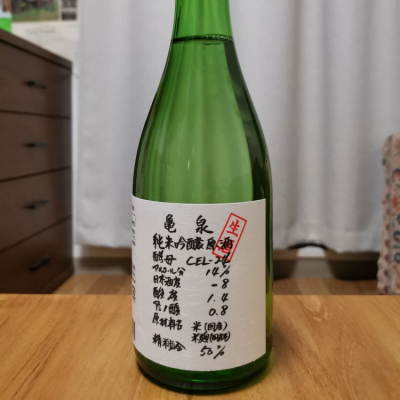 亀泉
純米吟醸原酒
生酒
酵母 CEL-24
アルコール分 14%
日本酒度 -8
酸度 1.4
アミノ酸 0.8
原材料名 米(国産)
米麹(国産米)
精米歩合 50%